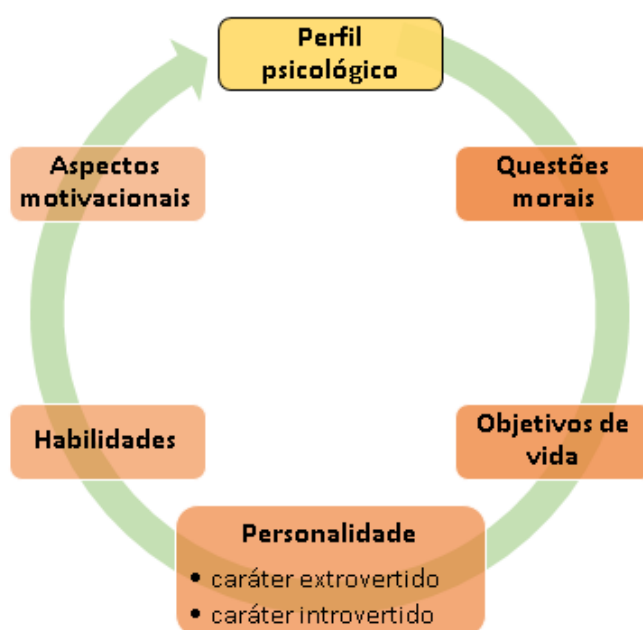 Perfil
psicológico
Questões
morais
Objetivos de
vida
Personalidade
• caráter extrovertido
• caráter introvertido
Habilidades
Aspectos
motivacionais